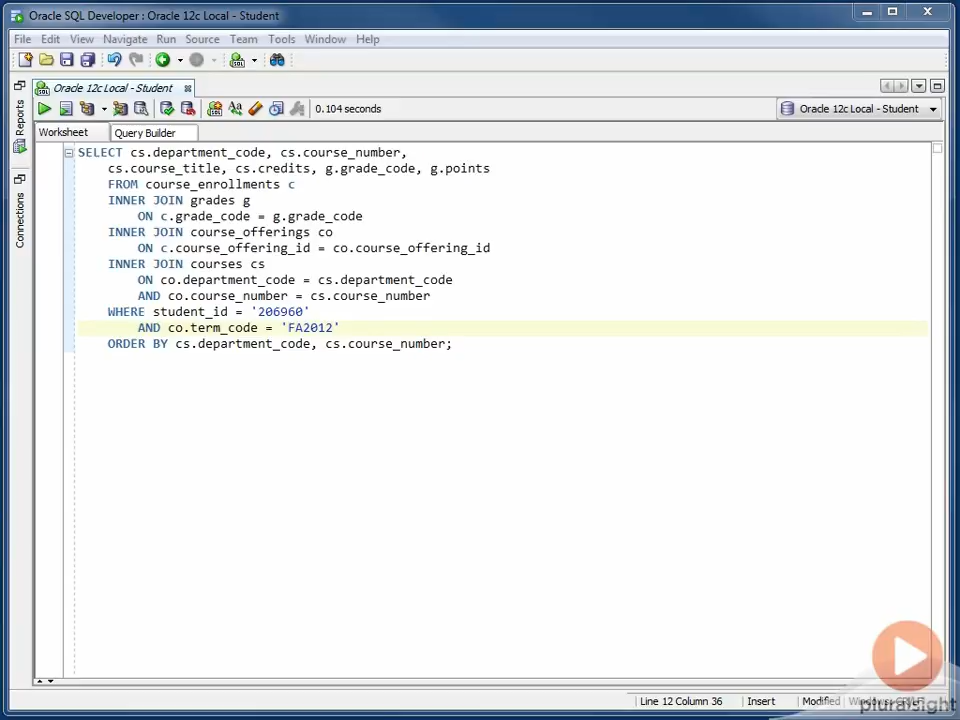 Oracle SQL Developer : Oracle 12c Local - Student
File Edit View Navigate Run Source Team Tools Window Help
Oracle 12c Local - Student
0.104 seconds
Oracle 12c Local - Student
Worksheet Query Builder
Reports
Connections
SELECT cs.department_code, cs.course_number,
cs.course_title, cs.credits, g.grade_code, g.points
FROM course_enrollments c
INNER JOIN grades g
ON c.grade_code = g.grade_code
INNER JOIN course_offerings co
ON c.course_offering_id = co.course_offering_id
INNER JOIN courses cs
ON co.department_code = cs.department_code
AND co.course_number = cs.course_number
WHERE student_id = '206960'
AND co.term_code = 'FA2012'
ORDER BY cs.department_code, cs.course_number;
Line 12 Column 36 Insert Modified Windows:
pluralsight